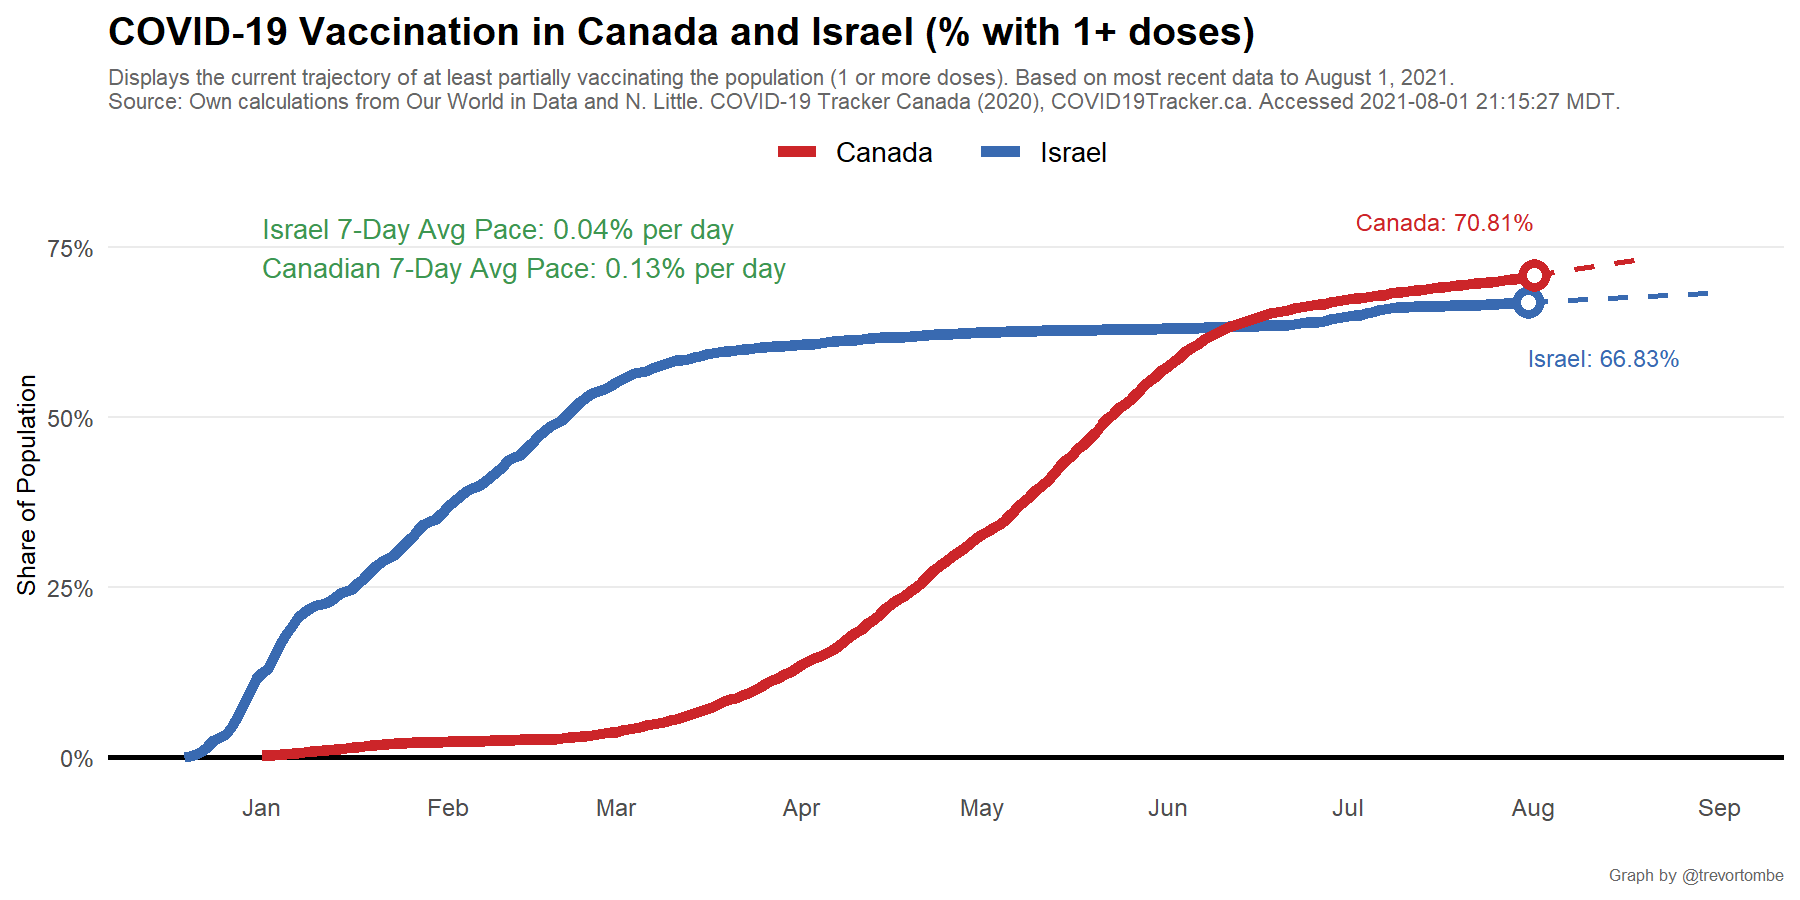 COVID-19 Vaccination in Canada and Israel (% with 1+ doses)
Displays the current trajectory of at least partially vaccinating the population (1 or more doses). Based on most recent data to August 1, 2021.
Source: Own calculations from Our World in Data and N. Little. COVID-19 Tracker Canada (2020), COVID19Tracker.ca. Accessed 2021-08-01 21:15:27 MDT.
Canada
Israel
Israel 7-Day Avg Pace: 0.04% per day
Canadian 7-Day Avg Pace: 0.13% per day
Canada: 70.81%
Israel: 66.83%
Share of Population
75%
50%
25%
0%
Jan
Feb
Mar
Apr
May
Jun
Jul
Aug
Sep
Graph by @trevortombe